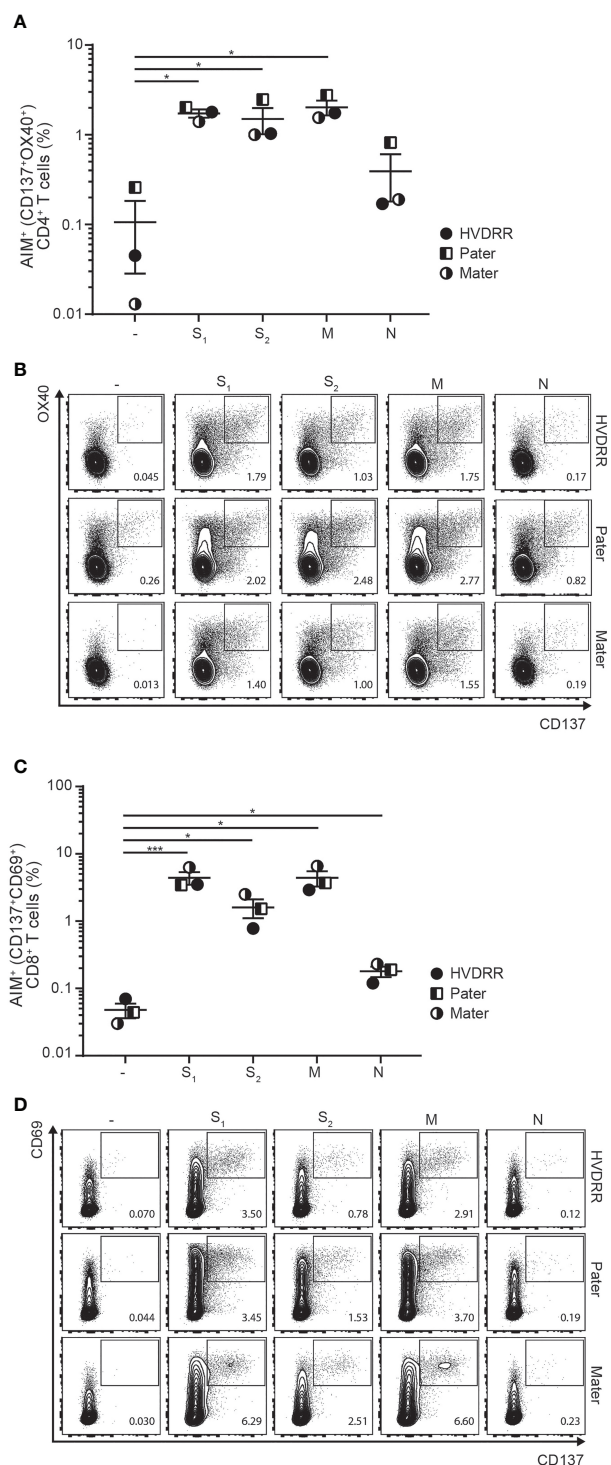 A
AIM⁺ (CD137⁺OX40⁺)
CD4⁺ T cells (%)
10
1
0.1
0.01
* 
*
*
- S₁ S₂ M N
HVDRR
Pater
Mater
B
OX40
- S₁ S₂ M N
0.045 1.79 1.03 1.75 0.17
HVDRR
0.26 2.02 2.48 2.77 0.82
Pater
0.013 1.40 1.00 1.55 0.19
Mater
CD137
C
AIM⁺ (CD137⁺CD69⁺)
CD8⁺ T cells (%)
100
10
1
0.1
0.01
*
*
*
***
- S₁ S₂ M N
HVDRR
Pater
Mater
D
CD69
- S₁ S₂ M N
0.070 3.50 0.78 2.91 0.12
HVDRR
0.044 3.45 1.53 3.70 0.19
Pater
0.030 6.29 2.51 6.60 0.23
Mater
CD137